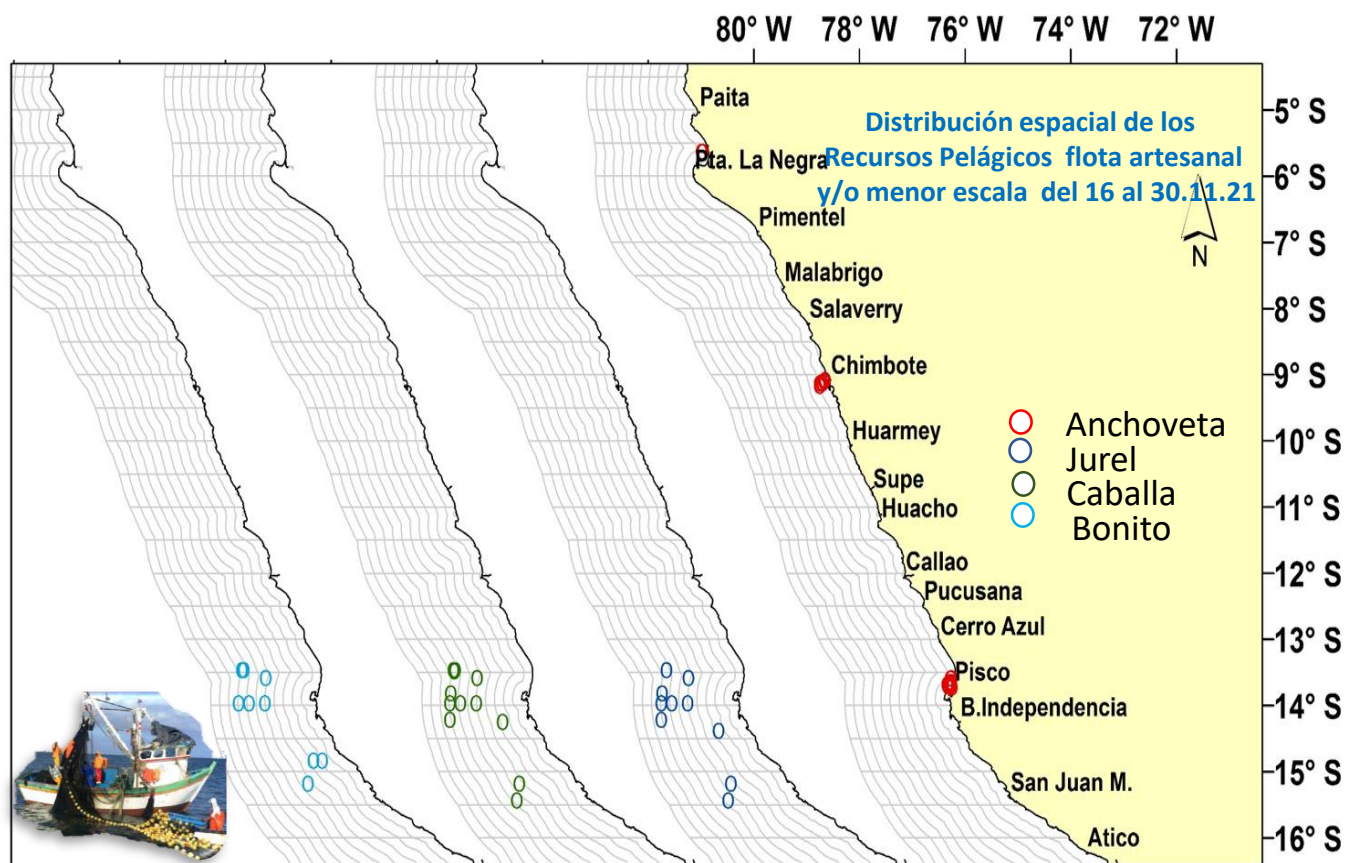 80° W 78° W 76° W 74° W 72° W
Paita
5° S
Distribución espacial de los
Pta. La Negra Recursos Pelágicos flota artesanal
6° S
y/o menor escala del 16 al 30.11.21
Pimentel
7° S
N
Malabrigo
Salaverry
8° S
Chimbote
9° S
Anchoveta
Huarmey
10° S
Jurel
Supe
Caballa
Huacho
11° S
Bonito
Callao
12° S
Pucusana
Cerro Azul
13° S
Pisco
B.Independencia
14° S
San Juan M.
15° S
Atico
16° S